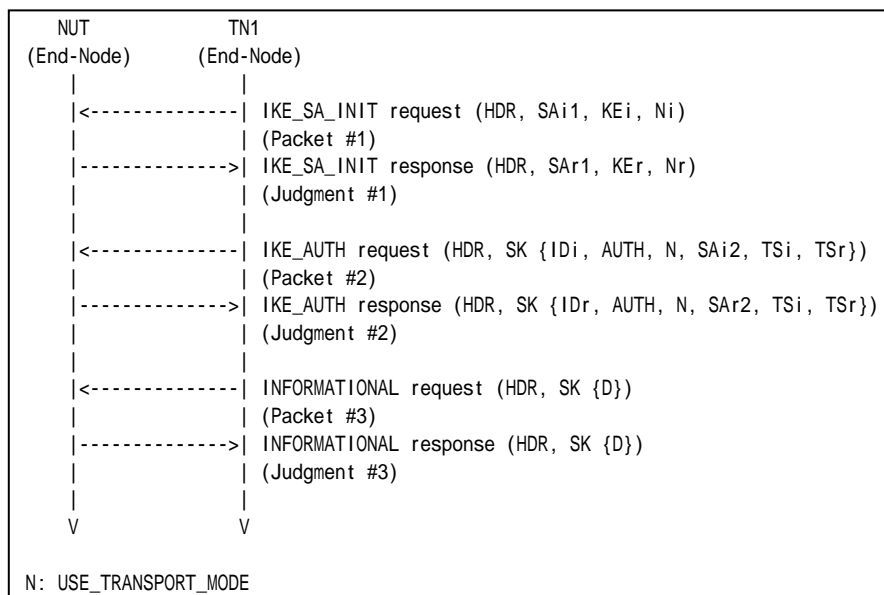 NUT TN1
(End-Node) (End-Node)
| |
|<--------------| IKE_SA_INIT request (HDR, SAi1, KEi, Ni)
| | (Packet #1)
|-------------->| IKE_SA_INIT response (HDR, SAr1, KEr, Nr)
| | (Judgment #1)
| |
|<--------------| IKE_AUTH request (HDR, SK {IDi, AUTH, N, SAi2, TSi, TSr})
| | (Packet #2)
|-------------->| IKE_AUTH response (HDR, SK {IDr, AUTH, N, SAr2, TSi, TSr})
| | (Judgment #2)
| |
|<--------------| INFORMATIONAL request (HDR, SK {D})
| | (Packet #3)
|-------------->| INFORMATIONAL response (HDR, SK {D})
| | (Judgment #3)
| |
V V
N: USE_TRANSPORT_MODE